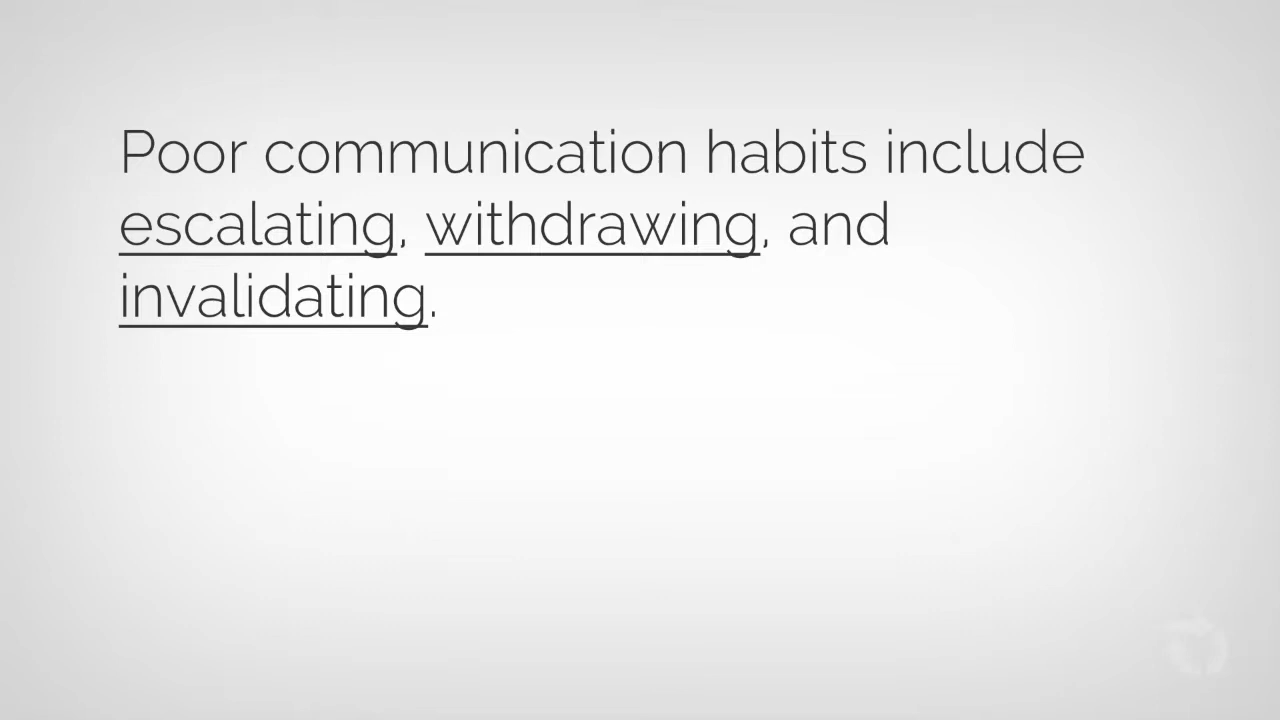 Poor communication habits include
escalating, withdrawing, and
invalidating.